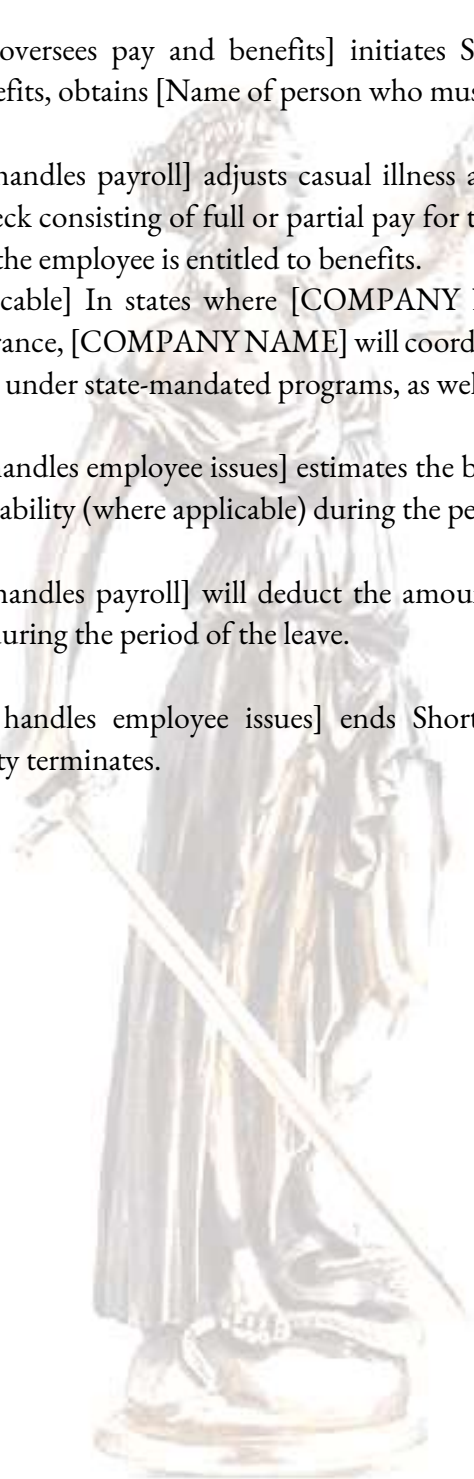 oversees pay and benefits] initiates S
efits, obtains [Name of person who mus
handles payroll] adjusts casual illness a
eck consisting of full or partial pay for t
the employee is entitled to benefits.
cable] In states where [COMPANY
rance, [COMPANY NAME] will coord
under state-mandated programs, as wel
handles employee issues] estimates the b
ability (where applicable) during the pe
handles payroll] will deduct the amou
during the period of the leave.
handles employee issues] ends Short
ty terminates.